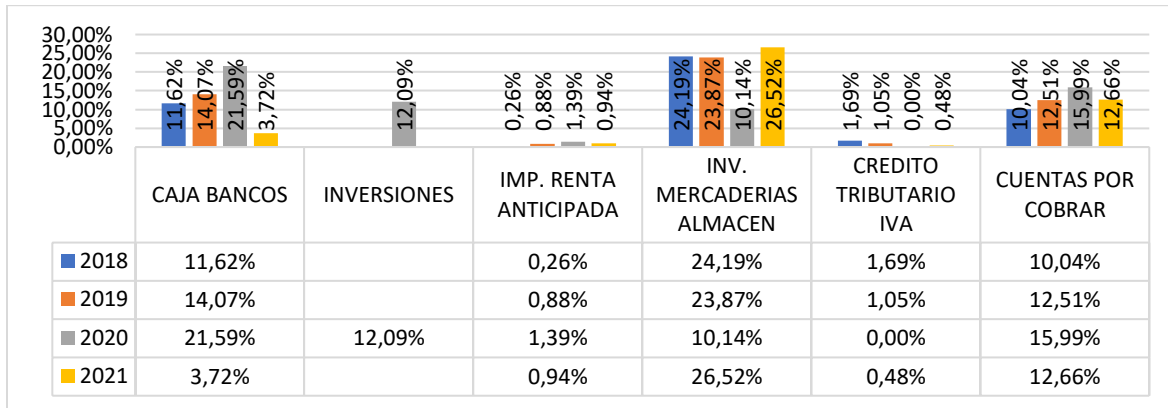 30,00%
25,00%
20,00%
15,00%
10,00%
5,00%
0,00%
11,62% 14,07% 21,59% 3,72% 12,09% 0,26% 0,88% 1,39% 0,94% 24,19% 23,87% 10,14% 26,52% 1,69% 1,05% 0,00% 0,48% 10,04% 12,51% 15,99% 12,66%
CAJA BANCOS
INVERSIONES
IMP. RENTA
ANTICIPADA
INV.
MERCADERIAS
ALMACEN
CREDITO
TRIBUTARIO
IVA
CUENTAS POR
COBRAR
2018 11,62% 0,26% 24,19% 1,69% 10,04%
2019 14,07% 0,88% 23,87% 1,05% 12,51%
2020 21,59% 12,09% 1,39% 10,14% 0,00% 15,99%
2021 3,72% 0,94% 26,52% 0,48% 12,66%